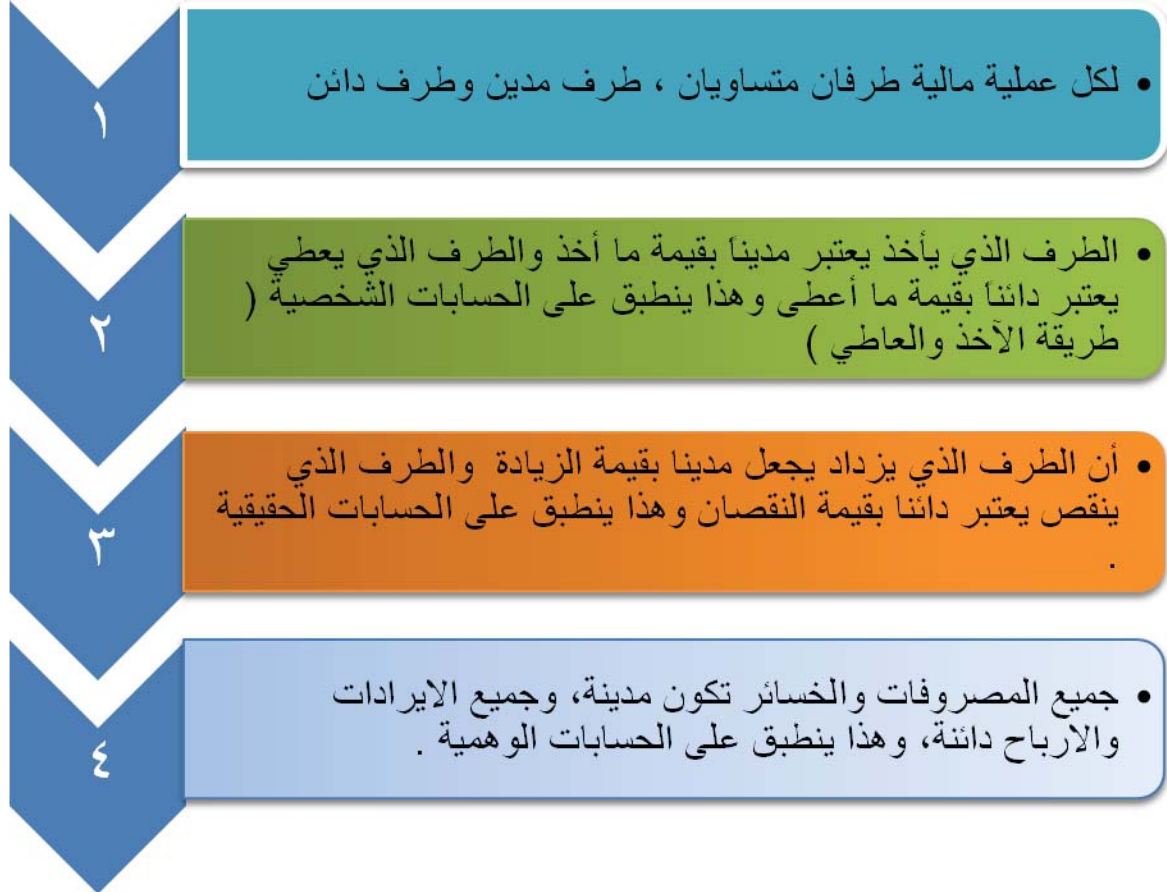 ١
• لكل عملية مالية طرفان متساويان ، طرف مدين وطرف دائن
٢
• الطرف الذي يأخذ يعتبر مديناً بقيمة ما أخذ والطرف الذي يعطي
يعتبر دائناً بقيمة ما أعطى وهذا ينطبق على الحسابات الشخصية (
طريقة الآخذ والعاطي )
٣
• أن الطرف الذي يزداد يجعل مدينا بقيمة الزيادة والطرف الذي
ينقص يعتبر دائنا بقيمة النقصان وهذا ينطبق على الحسابات الحقيقية
.
٤
• جميع المصروفات والخسائر تكون مدينة، وجميع الايرادات
والارباح دائنة، وهذا ينطبق على الحسابات الوهمية .